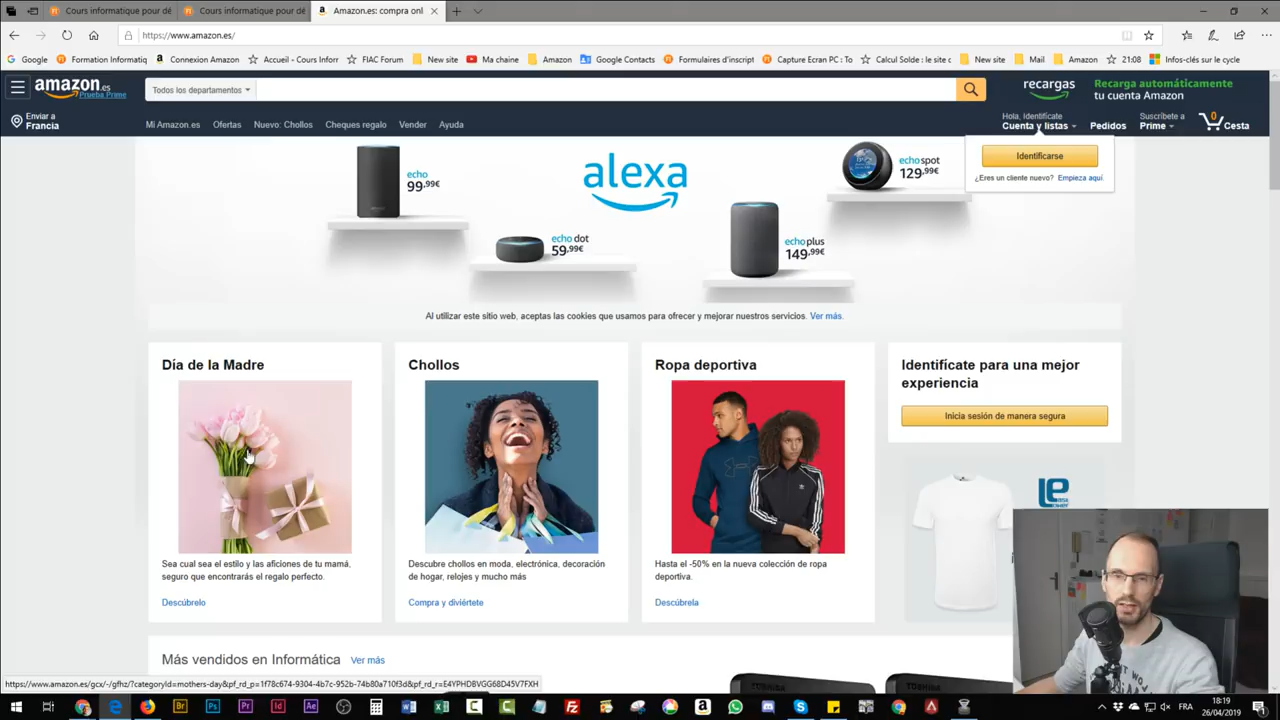 Cours informatique pour dé
Cours informatique pour dé
Amazon.es: compra onl
https://www.amazon.es/
Google
Formation Informatiq
Connexion Amazon
Accueil - Cours Infor
FIAC Forum
New site
Ma chaine
Amazon
Google Contacts
Formulaires d'inscript
Capture Ecran PC : To
Calcul Solde : le site c
New site
Mail
Amazon
21:08
Infos-clés sur le cycle
amazon.es
Prueba Prime
Todos los departamentos
recargas
Recarga automáticamente
tu cuenta Amazon
Enviar a
Francia
Mi Amazon.es
Ofertas
Nuevo: Chollos
Cheques regalo
Vender
Ayuda
Hola, Identifícate
Cuenta y listas
Pedidos
Suscríbete a
Prime
0
Cesta
Identificarse
¿Eres un cliente nuevo? Empieza aquí.
echo
99,99€
alexa
echo spot
129,99€
echo dot
59,99€
echo plus
149,99€
Al utilizar este sitio web, aceptas las cookies que usamos para ofrecer y mejorar nuestros servicios. Ver más.
Día de la Madre
Sea cual sea el estilo y las aficiones de tu mamá,
seguro que encontrarás el regalo perfecto.
Descúbrelo
Chollos
Descubre chollos en moda, electrónica, decoración
de hogar, relojes y mucho más
Compra y diviértete
Ropa deportiva
Hasta el -50% en la nueva colección de ropa
deportiva.
Descúbrela
Identifícate para una mejor
experiencia
Inicia sesión de manera segura
Más vendidos en Informática Ver más
TOSHIBA
TOSHIBA
https://www.amazon.es/gcx/-/gfhz/?categoryId=mothers-day&pf_rd_p=1f78c674-9304-4b7c-952b-74b80a710f3d&pf_rd_r=E4YPHDBVGG68D45V7FXH
FRA
18:19
26/04/2019